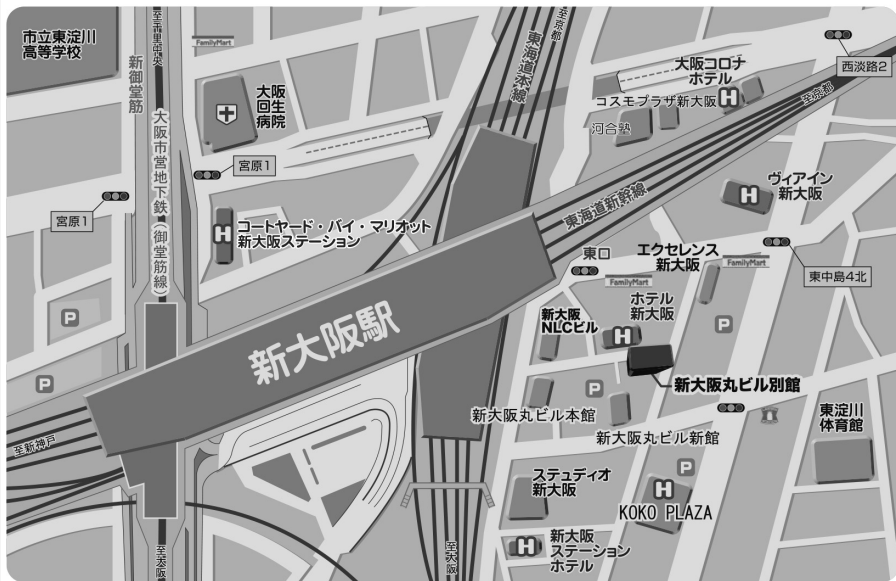 市立東淀川
高等学校
至千里中央
FamilyMart
新御堂筋
大阪市営地下鉄(御堂筋線)
大阪
回生
病院
宮原1
宮原1
コートヤード・バイ・マリオット
新大阪ステーション
東海道本線
至京都
大阪コロナ
ホテル
コスモプラザ新大阪
河合塾
西淡路2
至京都
東海道新幹線
ヴィアイン
新大阪
東口
エクセレンス
新大阪
FamilyMart
FamilyMart
東中島4北
新大阪
NLCビル
ホテル
新大阪
新大阪駅
新大阪丸ビル別館
新大阪丸ビル本館
新大阪丸ビル新館
東淀川
体育館
至新神戸
ステュディオ
新大阪
KOKO PLAZA
新大阪
ステーション
ホテル
至大阪
至大阪
P
P
P
P
P
H
H
H
H
H
H